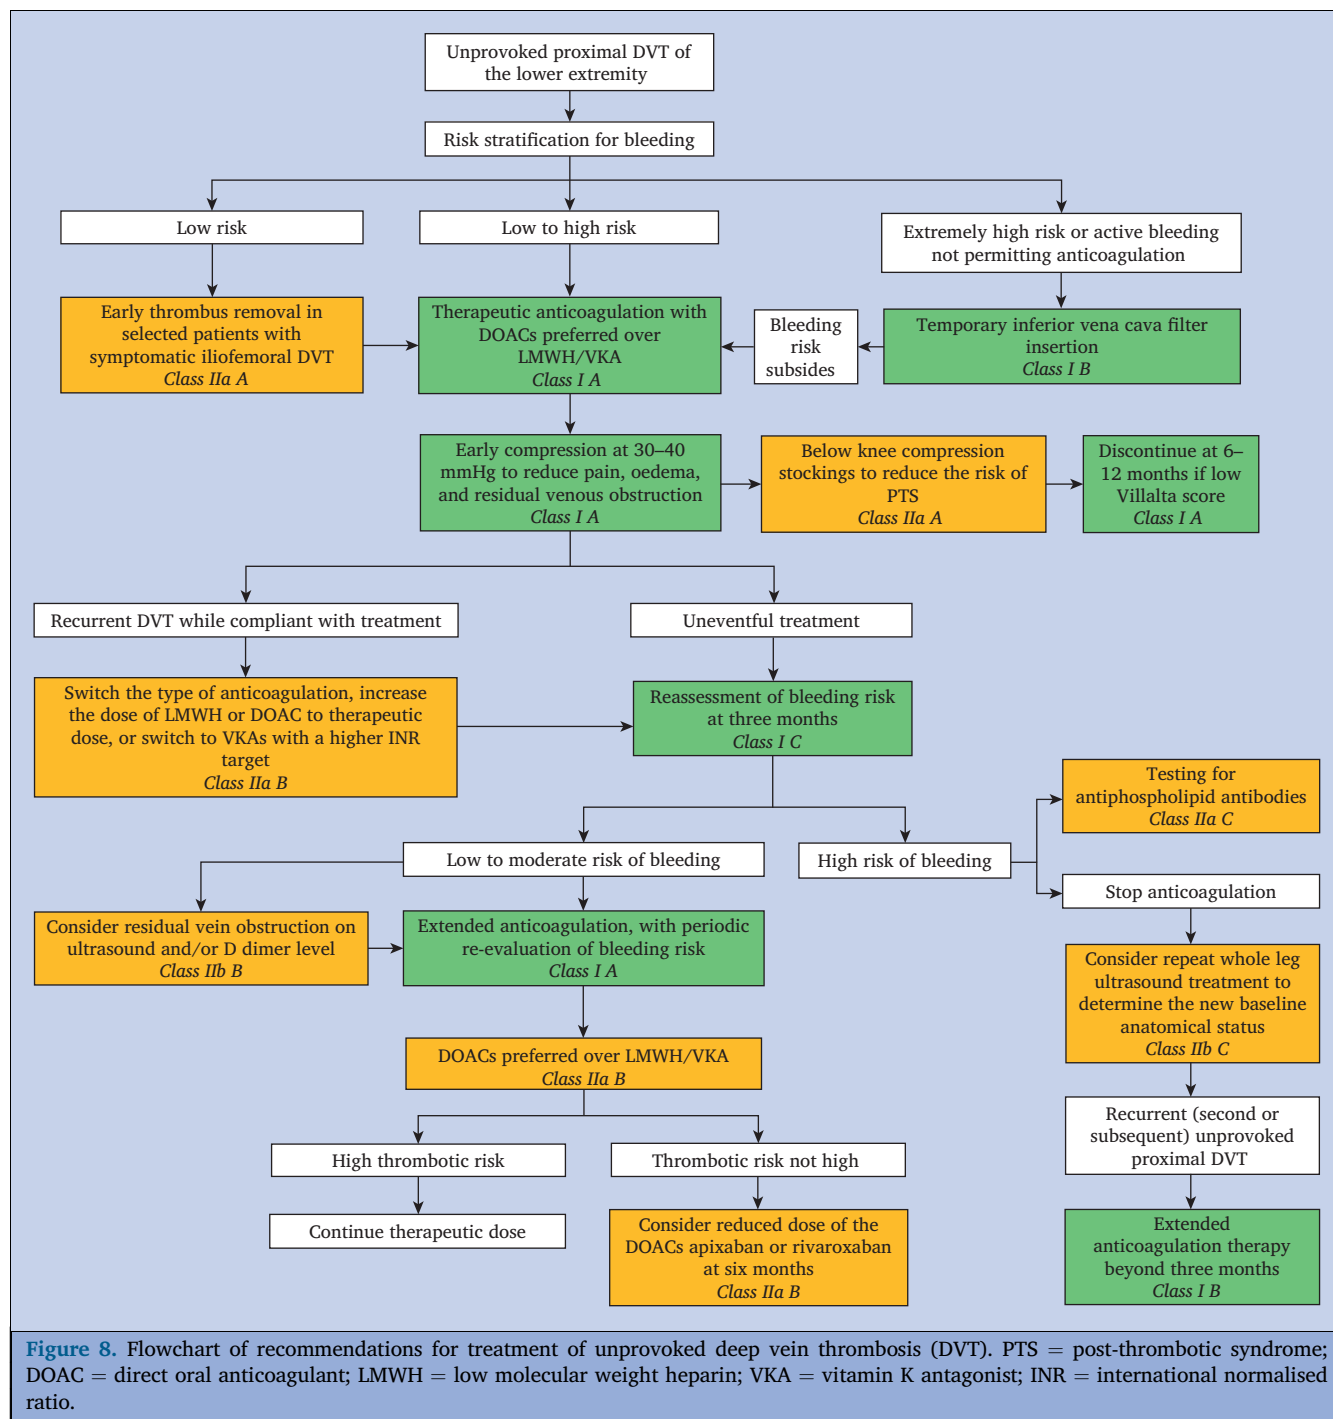 Unprovoked proximal DVT of
the lower extremity
Risk stratification for bleeding
Low risk
Low to high risk
Extremely high risk or active bleeding
not permitting anticoagulation
Early thrombus removal in
selected patients with
symptomatic iliofemoral DVT
Class IIa A
Therapeutic anticoagulation with
DOACs preferred over
LMWH/VKA
Class I A
Bleeding
risk
subsides
Temporary inferior vena cava filter
insertion
Class I B
Early compression at 30–40
mmHg to reduce pain, oedema,
and residual venous obstruction
Class I A
Below knee compression
stockings to reduce the risk of
PTS
Class IIa A
Discontinue at 6–
12 months if low
Villalta score
Class I A
Recurrent DVT while compliant with treatment
Uneventful treatment
Switch the type of anticoagulation, increase
the dose of LMWH or DOAC to therapeutic
dose, or switch to VKAs with a higher INR
target
Class IIa B
Reassessment of bleeding risk
at three months
Class I C
Testing for
antiphospholipid antibodies
Class IIa C
Low to moderate risk of bleeding
High risk of bleeding
Stop anticoagulation
Consider residual vein obstruction on
ultrasound and/or D dimer level
Class IIb B
Extended anticoagulation, with periodic
re-evaluation of bleeding risk
Class I A
Consider repeat whole leg
ultrasound treatment to
determine the new baseline
anatomical status
Class IIb C
DOACs preferred over LMWH/VKA
Class IIa B
Recurrent (second or
subsequent) unprovoked
proximal DVT
High thrombotic risk
Thrombotic risk not high
Continue therapeutic dose
Consider reduced dose of the
DOACs apixaban or rivaroxaban
at six months
Class IIa B
Extended
anticoagulation therapy
beyond three months
Class I B
Figure 8. Flowchart of recommendations for treatment of unprovoked deep vein thrombosis (DVT). PTS = post-thrombotic syndrome;
DOAC = direct oral anticoagulant; LMWH = low molecular weight heparin; VKA = vitamin K antagonist; INR = international normalised
ratio.